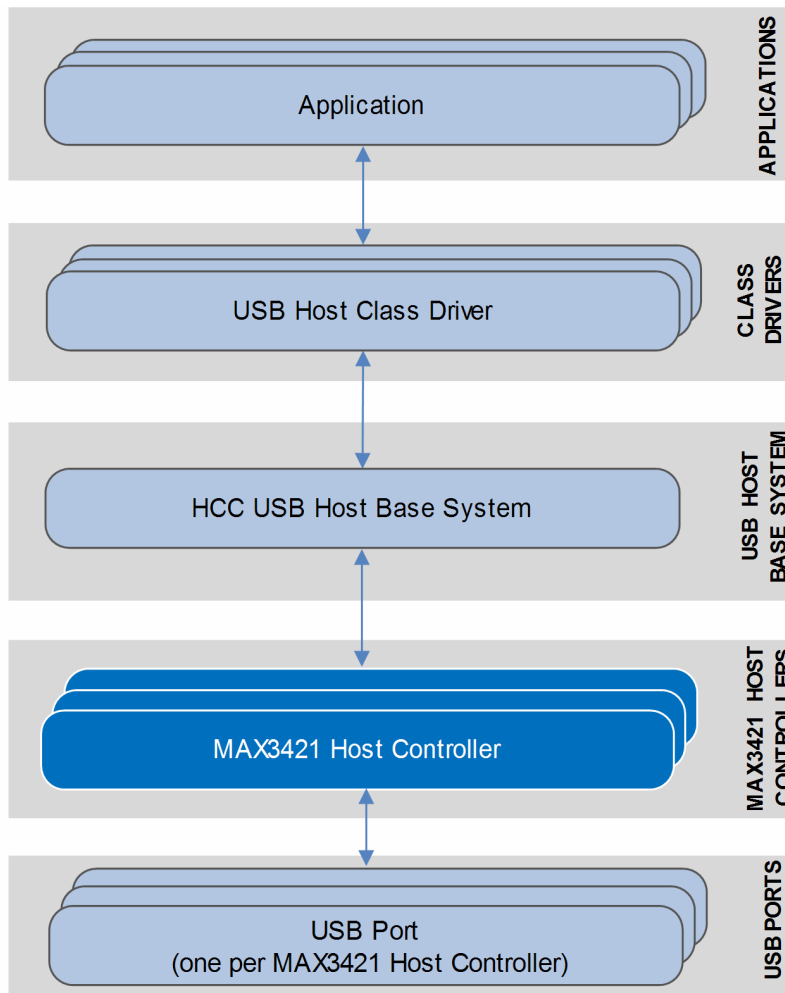 Application
APPLICATIONS
USB Host Class Driver
CLASS
DRIVERS
HCC USB Host Base System
USB HOST
BASE SYSTEM
MAX3421 Host Controller
MAX3421 HOST
CONTROLLERS
USB Port
(one per MAX3421 Host Controller)
USB PORTS